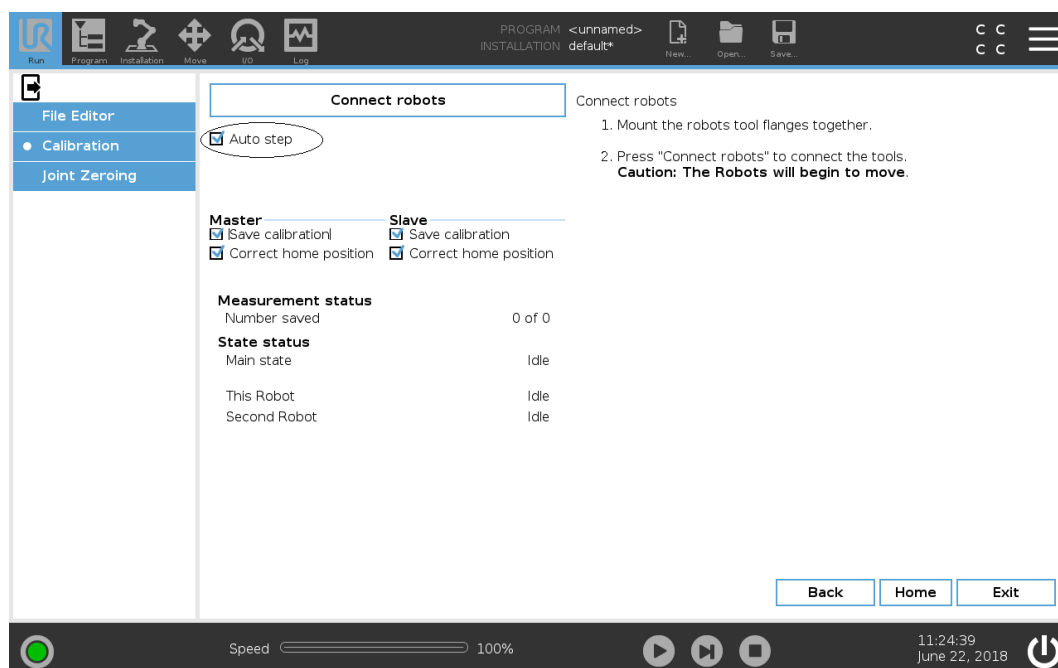 PROGRAM <unnamed>
INSTALLATION default*
UR
Run
Program
Installation
Move
I/O
Log
New...
Open...
Save...
C C
C C
File Editor
Calibration
Joint Zeroing
Connect robots
Auto step
Master
Save calibration
Correct home position
Slave
Save calibration
Correct home position
Measurement status
Number saved 0 of 0
State status
Main state Idle
This Robot Idle
Second Robot Idle
Connect robots
1. Mount the robots tool flanges together.
2. Press "Connect robots" to connect the tools.
Caution: The Robots will begin to move.
Back
Home
Exit
Speed 100%
11:24:39
June 22, 2018